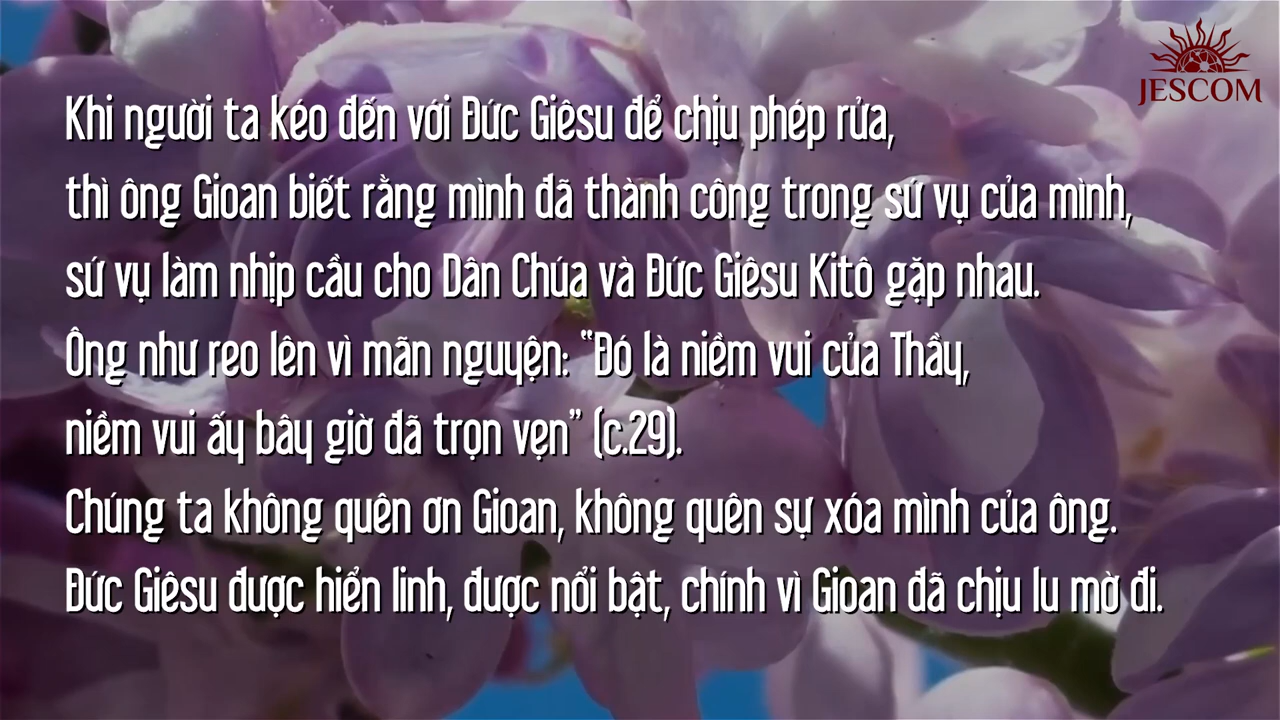 JESCOM
Khi người ta kéo đến với Đức Giêsu để chịu phép rửa,
thì ông Gioan biết rằng mình đã thành công trong sứ vụ của mình,
sứ vụ làm nhịp cầu cho Dân Chúa và Đức Giêsu Kitô gặp nhau.
Ông như reo lên vì mãn nguyện: “Đó là niềm vui của Thầy,
niềm vui ấy bây giờ đã trọn vẹn” (c.29).
Chúng ta không quên ơn Gioan, không quên sự xóa mình của ông.
Đức Giêsu được hiển linh, được nổi bật, chính vì Gioan đã chịu lu mờ đi.